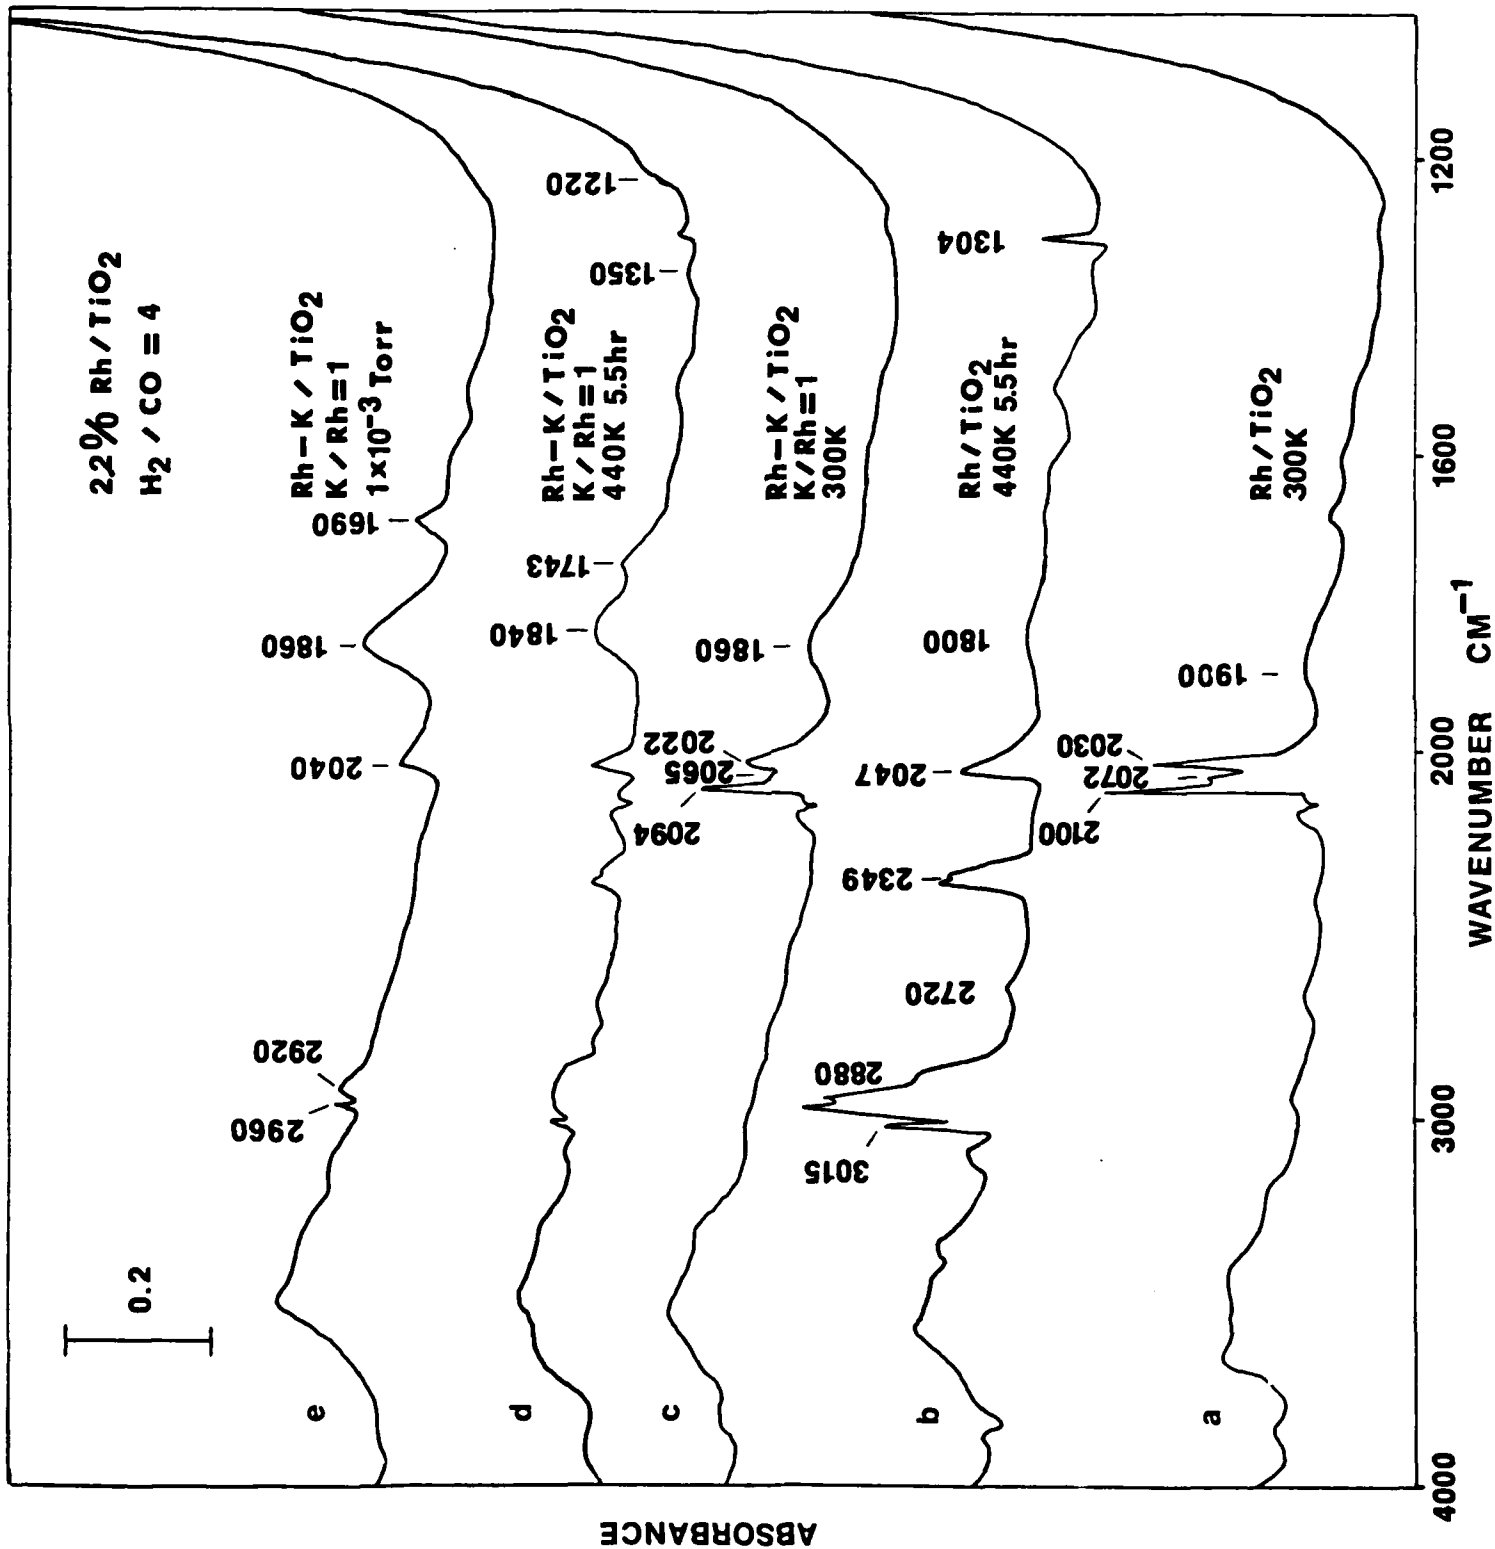 2.2% Rh/TiO2
H2/CO=4
Rh-K/TiO2
K/Rh=1
1x10-3 Torr
Rh-K/TiO2
K/Rh=1
440K 5.5hr
Rh-K/TiO2
K/Rh=1
300K
Rh/TiO2
440K 5.5hr
Rh/TiO2
300K
0.2
e
2960
2920
2040
1860
1690
d
1840
1743
1350
1220
c
2094
2065
2022
1860
b
3015
2880
2720
2349
2047
1800
1304
a
2100
2072
2030
1900
4000
3000
2000
1600
1200
WAVENUMBER CM-1
ABSORBANCE